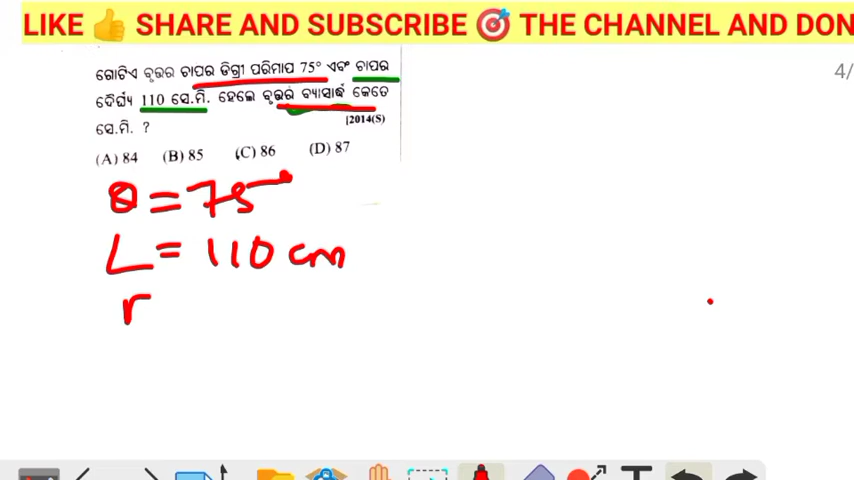 LIKE 👍 SHARE AND SUBSCRIBE 🎯 THE CHANNEL AND DON
4/
ଗୋଟିଏ ବୃତ୍ତର ଚାପର ଡିଗ୍ରୀ ପରିମାପ 75° ଏବଂ ଚାପର
ଦୈର୍ଘ୍ୟ 110 ସେ.ମି. ହେଲେ ବୃତ୍ତର ବ୍ୟାସାର୍ଦ୍ଧ କେତେ
ସେ.ମି. ?
[2014(S)
(A) 84 (B) 85 (C) 86 (D) 87
θ = 75°
L = 110 cm
r